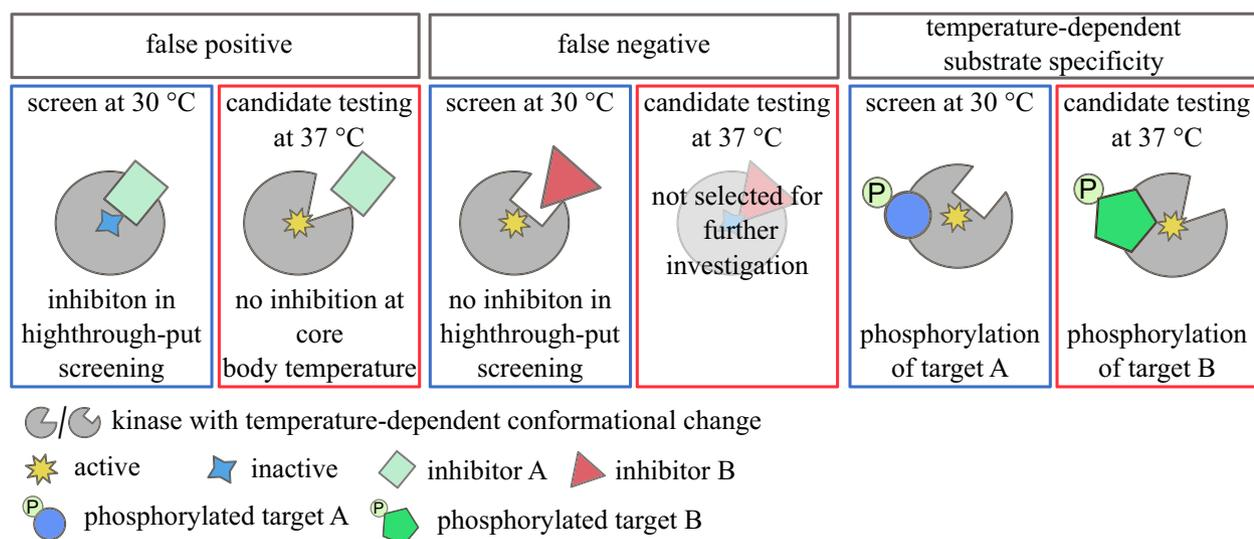 false positive
false negative
temperature-dependent
substrate specificity
screen at 30 °C
candidate testing
at 37 °C
screen at 30 °C
candidate testing
at 37 °C
screen at 30 °C
candidate testing
at 37 °C
inhibiton in
highthrough-put
screening
no inhibition at
core
body temperature
no inhibiton in
highthrough-put
screening
not selected for
further
investigation
P
phosphorylation
of target A
P
phosphorylation
of target B
/ kinase with temperature-dependent conformational change
active
inactive
inhibitor A
inhibitor B
P
phosphorylated target A
P
phosphorylated target B